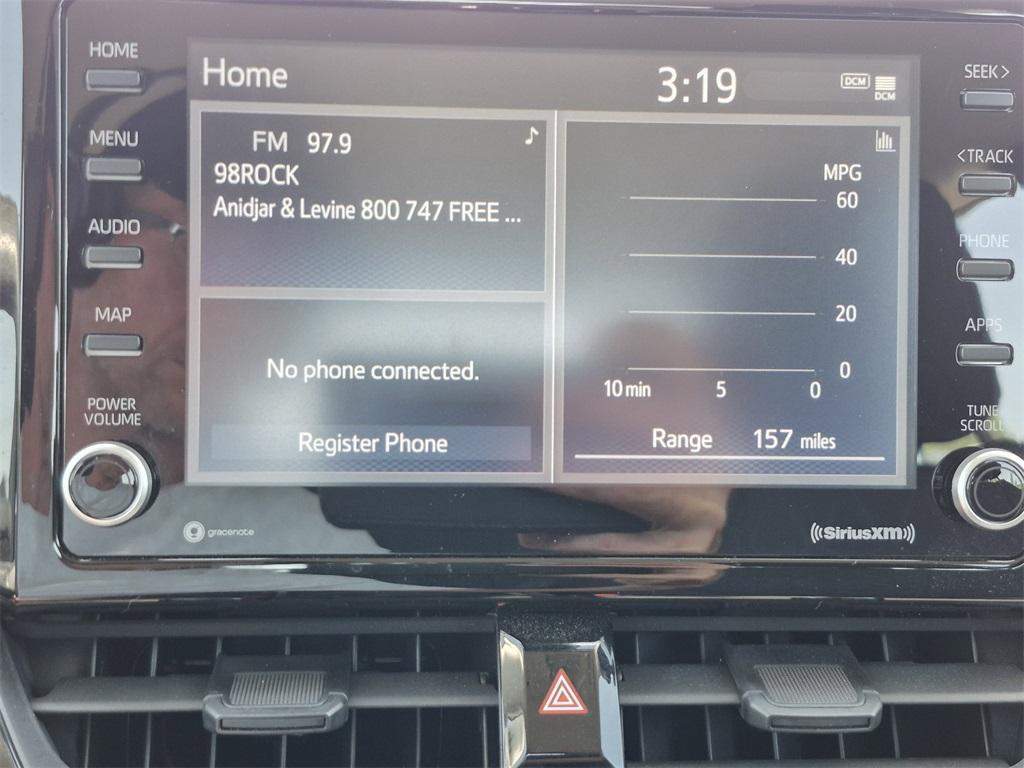 HOME
MENU
AUDIO
MAP
POWER
VOLUME
Home
3:19
DCM
DCM
FM 97.9
98ROCK
Anidjar & Levine 800 747 FREE ...
No phone connected.
Register Phone
MPG
60
40
20
0
10 min 5 0
Range 157 miles
SEEK >
< TRACK
PHONE
APPS
TUNE
SCROLL
gracenote
SiriusXM